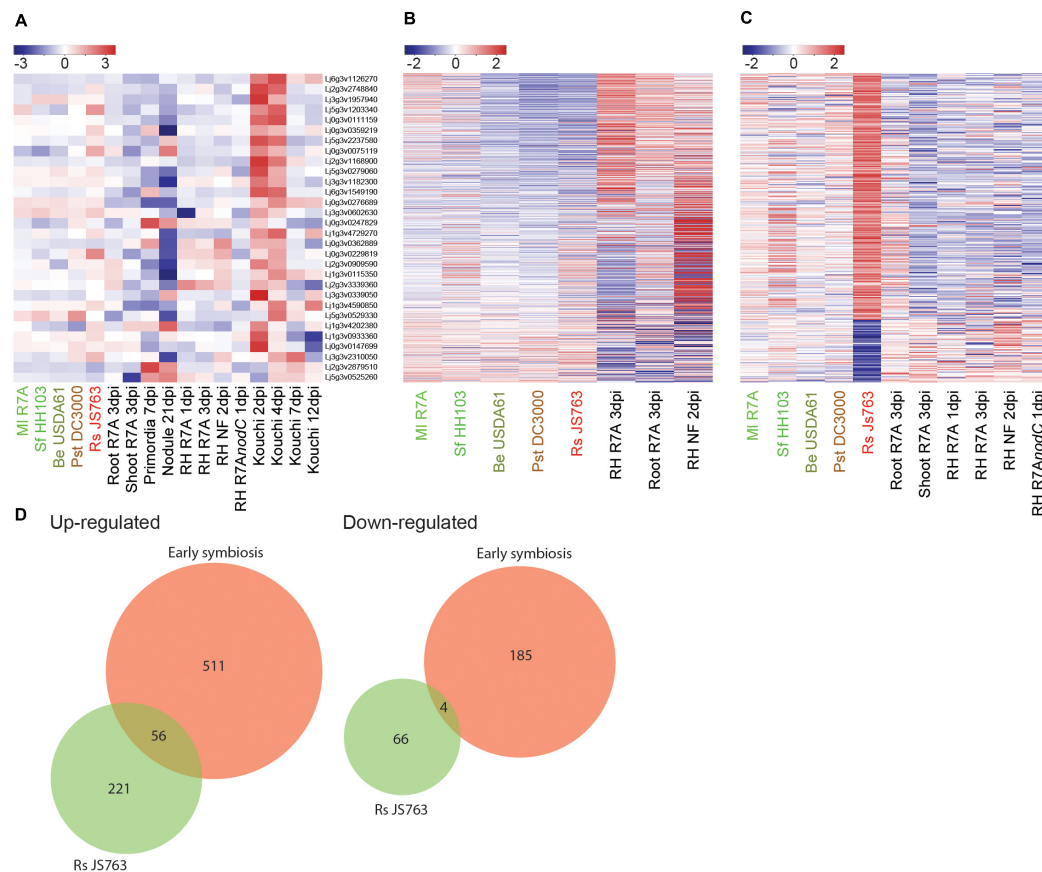 A
B
C
-3 0 3
-2 0 2
-2 0 2
Lj6g3v1126270
Lj2g3v2748840
Lj3g3v1957940
Lj5g3v1203340
Lj0g3v0111159
Lj0g3v0359219
Lj5g3v2237580
Lj0g3v0075119
Lj2g3v1168900
Lj5g3v0279060
Lj3g3v1182300
Lj1g3v1549190
Lj0g3v0276689
Lj3g3v0602630
Lj0g3v0247829
Lj1g3v4729270
Lj0g3v0362889
Lj0g3v0229819
Lj2g3v0909590
Lj1g3v0115350
Lj2g3v3339360
Lj3g3v0339050
Lj1g3v4590850
Lj5g3v0529330
Lj1g3v4202380
Lj1g3v0933360
Lj0g3v0147699
Lj3g3v2310050
Lj2g3v2879510
Lj5g3v0525260
Ml R7A
Sf HH103
Be USDA61
Pst DC3000
Rs JS763
Root R7A 3dpi
Shoot R7A 3dpi
Primordia 7dpi
Nodule 21dpi
RH R7A 1dpi
RH R7A 3dpi
RH NF 2dpi
RH R7AnodC 1dpi
Kouchi 2dpi
Kouchi 4dpi
Kouchi 7dpi
Kouchi 12dpi
Ml R7A
Sf HH103
Be USDA61
Pst DC3000
Rs JS763
RH R7A 3dpi
Root R7A 3dpi
RH NF 2dpi
Ml R7A
Sf HH103
Be USDA61
Pst DC3000
Rs Js763
Root R7A 3dpi
Shoot R7A 3dpi
RH R7A 1dpi
RH R7A 3dpi
RH NF 2dpi
RH R7AnodC 1dpi
D
Up-regulated
Early symbiosis
511
56
221
Rs JS763
Down-regulated
Early symbiosis
185
4
66
Rs JS763